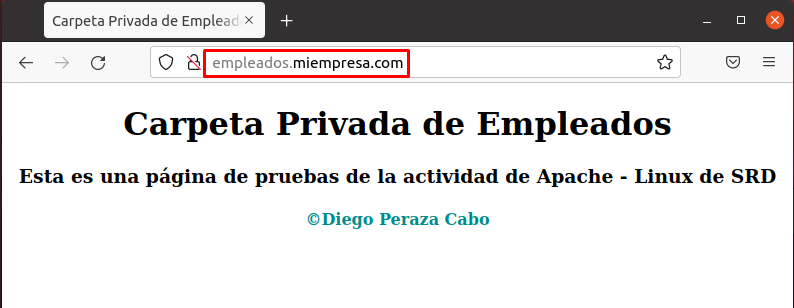 Carpeta Privada de Emplead
empleados.miempresa.com
Carpeta Privada de Empleados
Esta es una página de pruebas de la actividad de Apache - Linux de SRD
©Diego Peraza Cabo